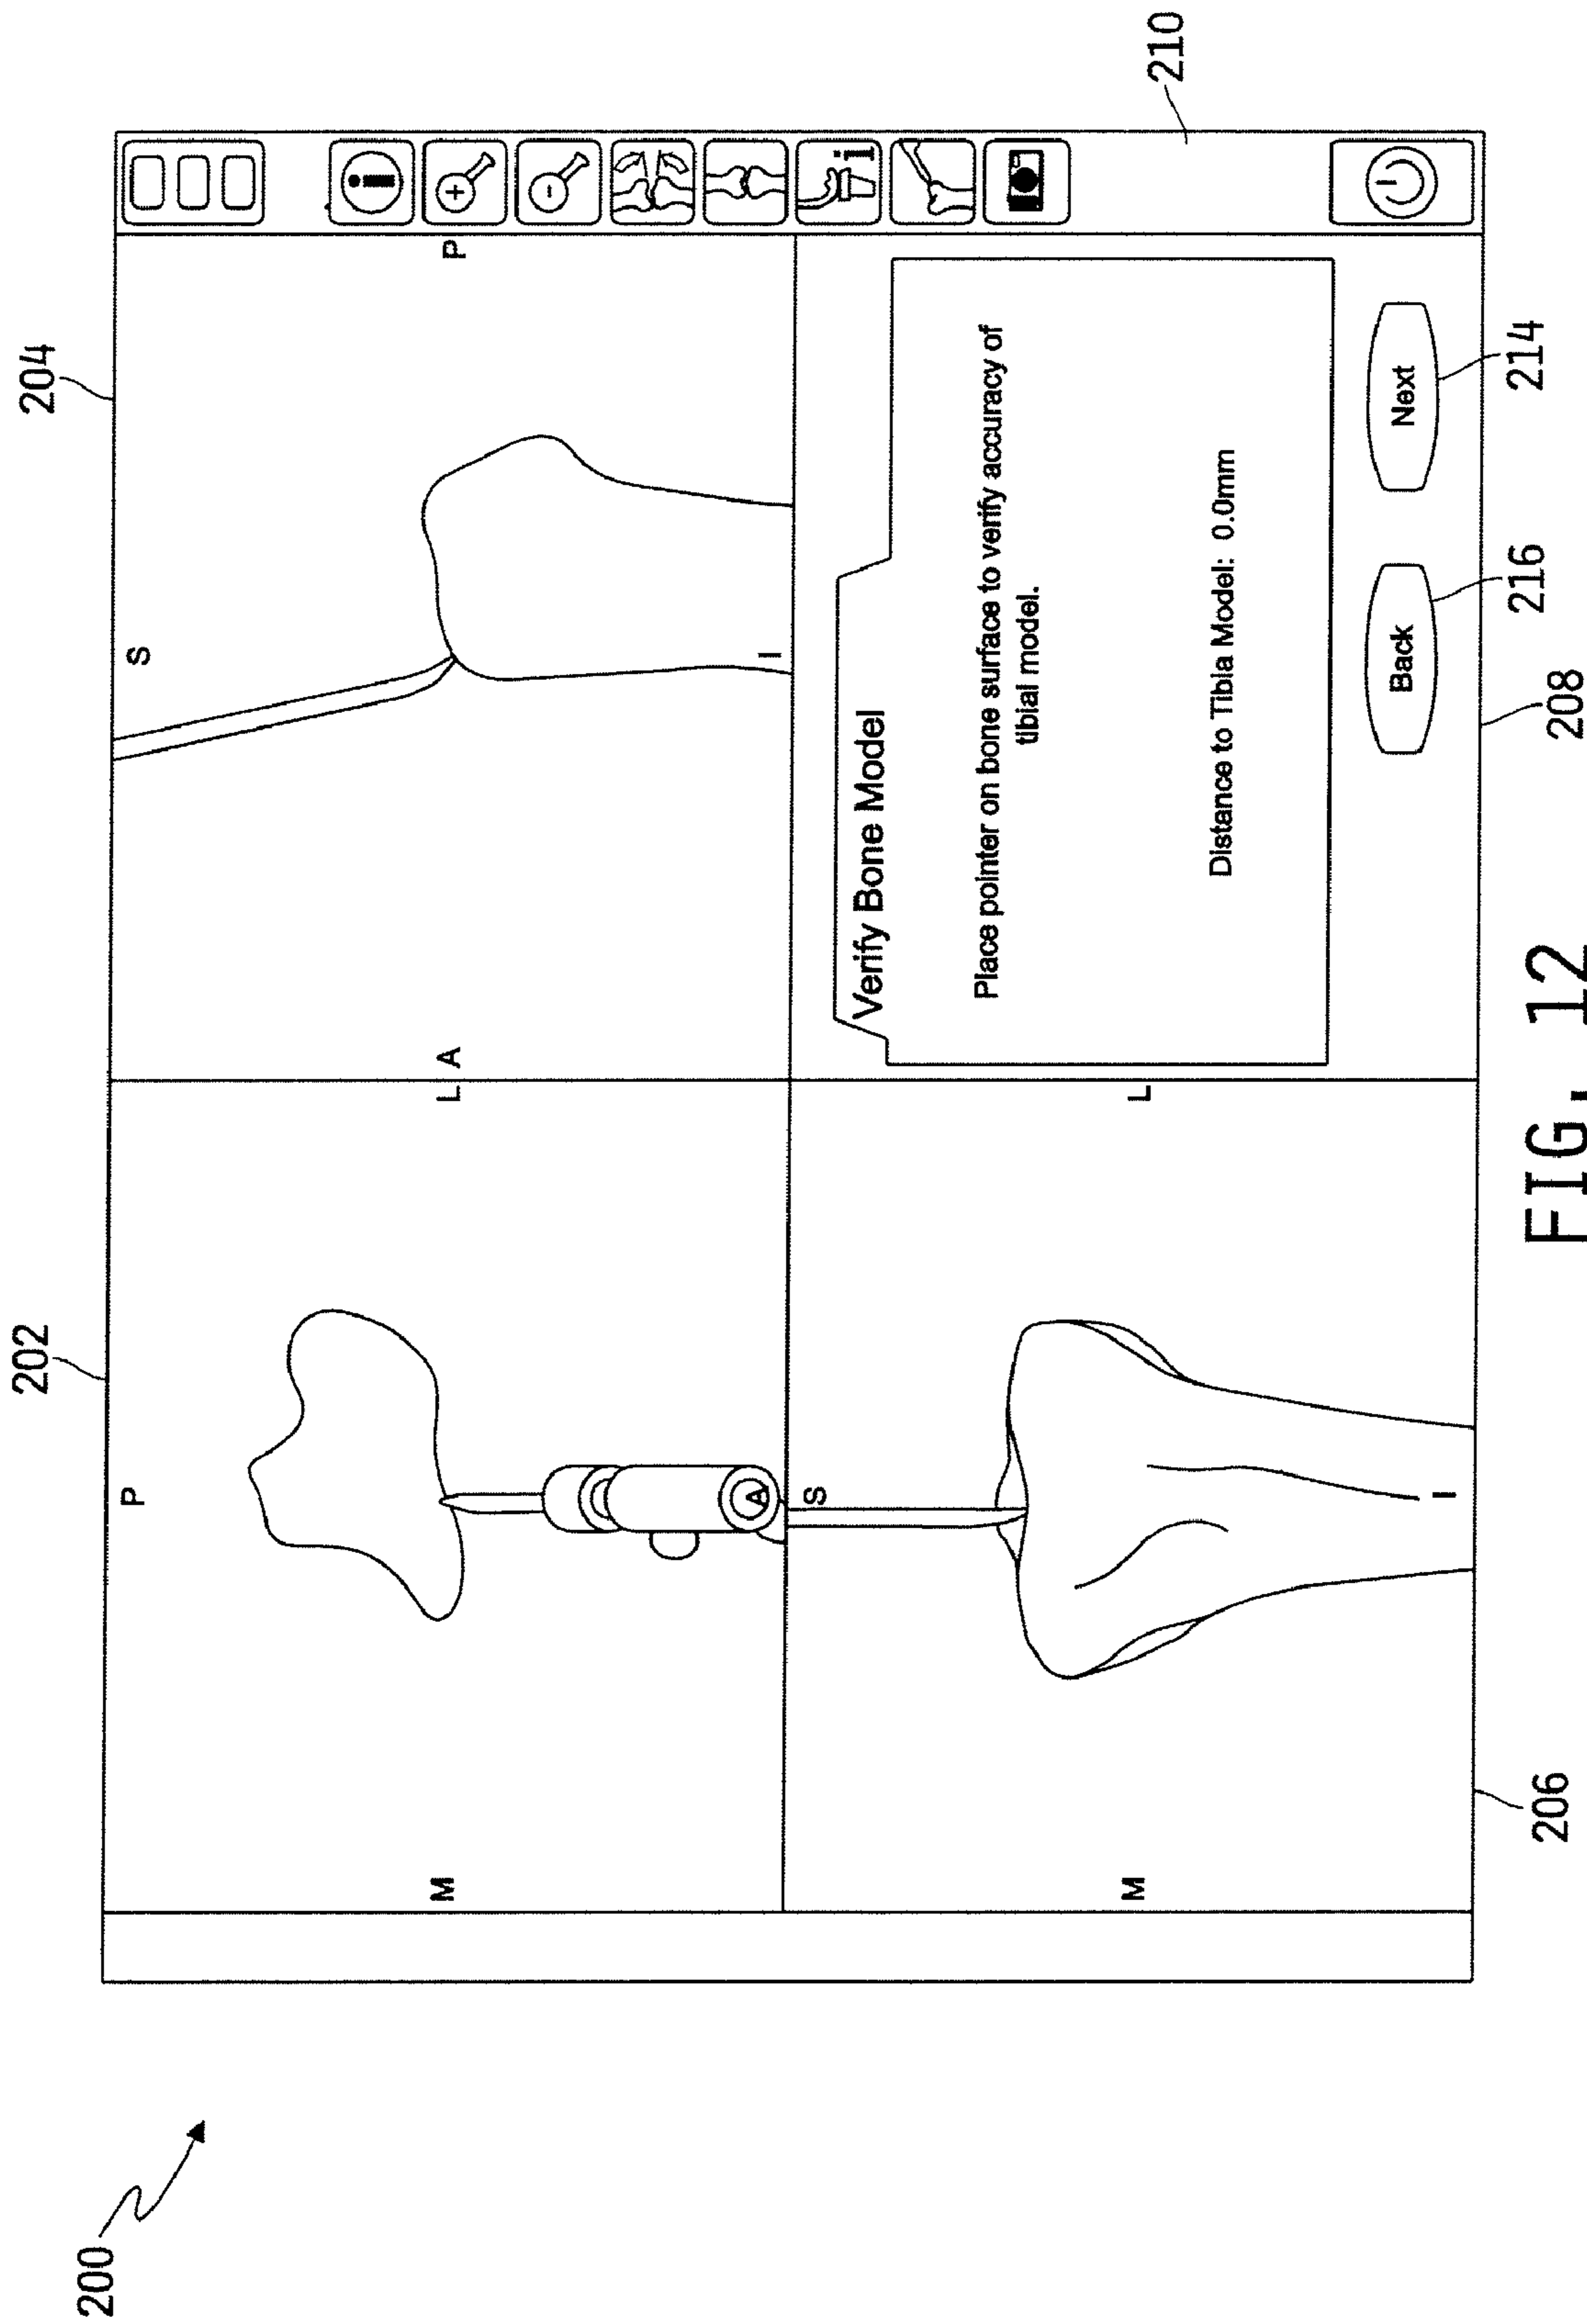 200
202
204
P
S
M
L
A
P
A
I
i
+
-
i
210
S
M
L
I
Verify Bone Model
Place pointer on bone surface to verify accuracy of
tibial model.
Distance to Tibia Model: 0.0mm
Back
Next
206
208
216
214
FIG. 12